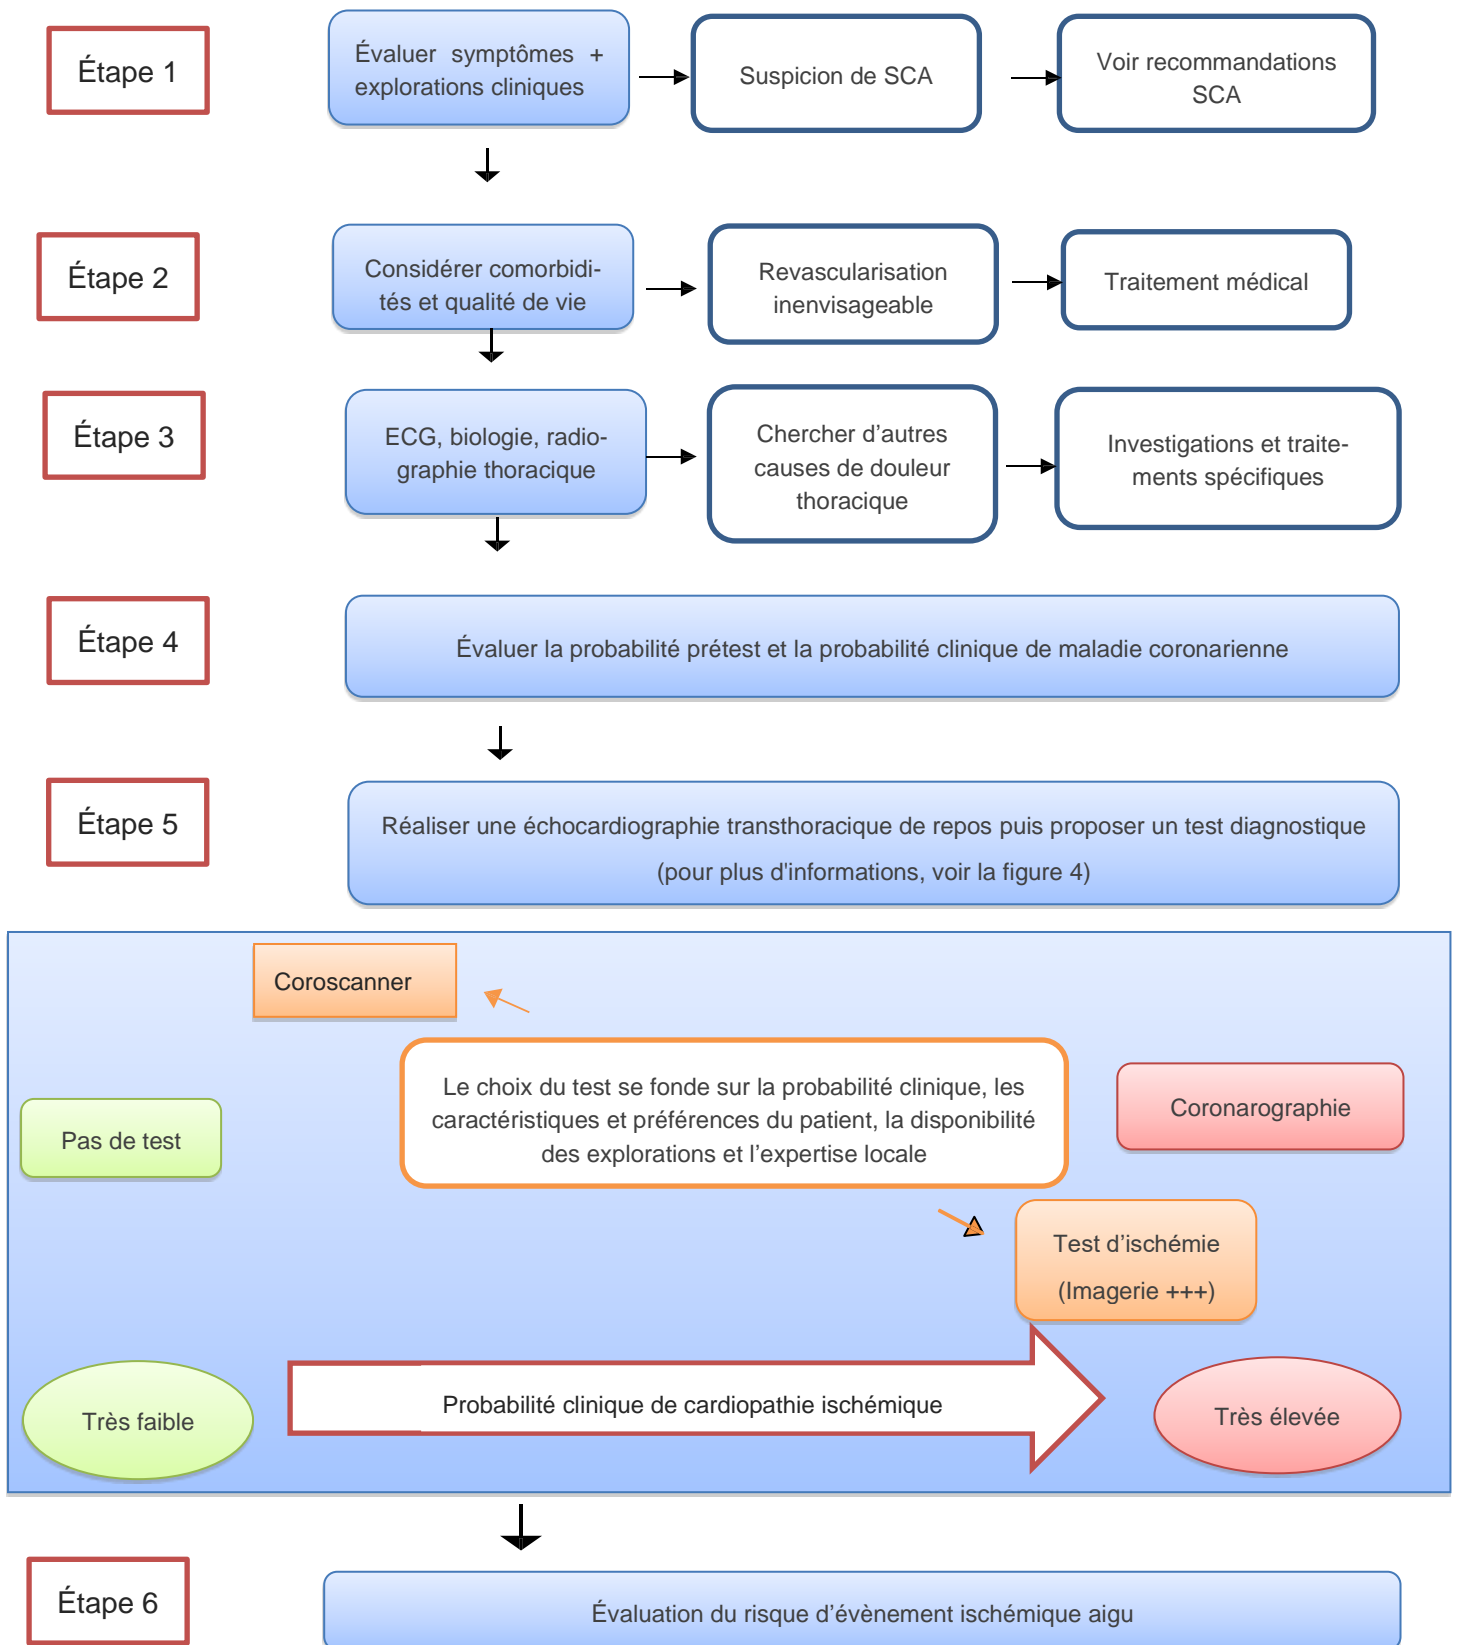 Étape 1
Évaluer symptômes +
explorations cliniques
Suspicion de SCA
Voir recommandations
SCA
Étape 2
Considérer comorbidi-
tés et qualité de vie
Revascularisation
inenvisageable
Traitement médical
Étape 3
ECG, biologie, radio-
graphie thoracique
Chercher d’autres
causes de douleur
thoracique
Investigations et traite-
ments spécifiques
Étape 4
Évaluer la probabilité prétest et la probabilité clinique de maladie coronarienne
Étape 5
Réaliser une échocardiographie transthoracique de repos puis proposer un test diagnostique
(pour plus d'informations, voir la figure 4)
Coroscanner
Le choix du test se fonde sur la probabilité clinique, les
caractéristiques et préférences du patient, la disponibilité
des explorations et l’expertise locale
Coronarographie
Pas de test
Test d’ischémie
(Imagerie +++)
Très faible
Probabilité clinique de cardiopathie ischémique
Très élevée
Étape 6
Évaluation du risque d’évènement ischémique aigu